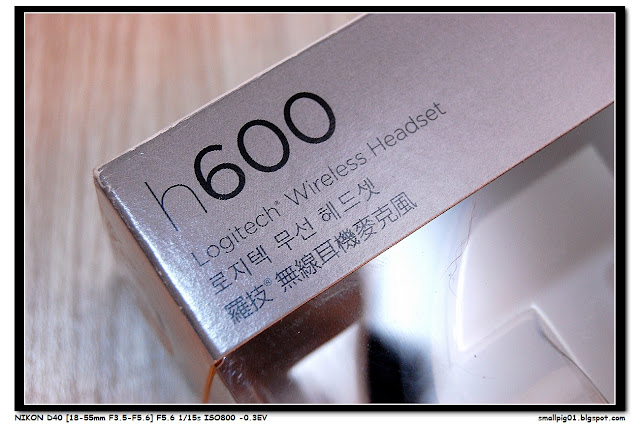 h600
Logitech® Wireless Headset
로지텍 무선 헤드셋
羅技® 無線耳機麥克風
NIKON D40 [18-55mm F3.5-F5.6] F5.6 1/15s ISO800 -0.3EV
smallpig01.blgspot.com